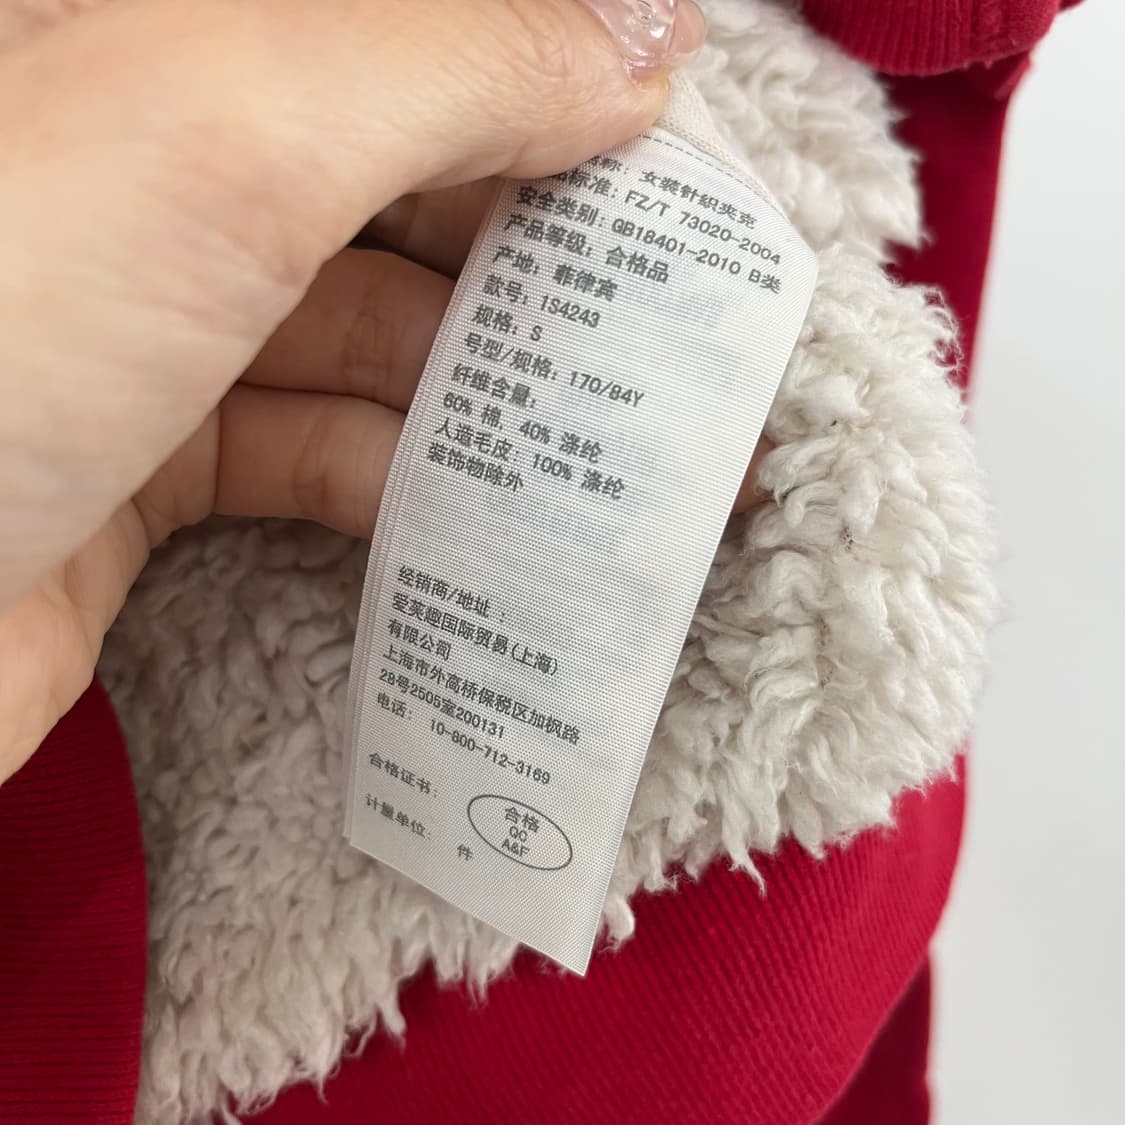 称：女装针织夹克
标准：FZ/T 73020-2004
安全类别：GB18401-2010 B类
产品等级：合格品
产地：菲律宾
款号：1S4243
规格：S
号型/规格：170/84Y
纤维含量：
60% 棉，40% 涤纶
人造毛皮，100% 涤纶
装饰物除外
经销商/地址：
爱芙趣国际贸易(上海)
有限公司
上海市外高桥保税区加枫路
28号2505室200131
电话： 10-800-712-3169
合格证书：
合格
QC
A&F
计量单位： 件